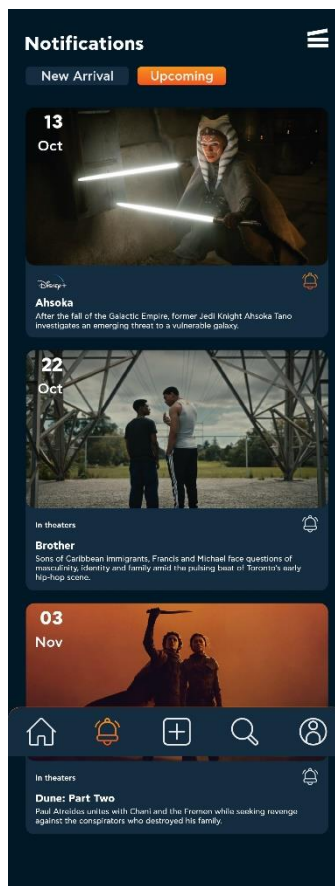 Notifications
New Arrival
Upcoming
13
Oct
Disney+
Ahsoka
After the fall of the Galactic Empire, former Jedi Knight Ahsoka Tano
investigates an emerging threat to a vulnerable galaxy.
22
Oct
In theaters
Brother
Sons of Caribbean immigrants, Francis and Michael face questions of
masculinity, identity and family amid the pulsing beat of Toronto's early
hip-hop scene.
03
Nov
In theaters
Dune: Part Two
Paul Atreides unites with Chani and the Fremen while seeking revenge
against the conspirators who destroyed his family.